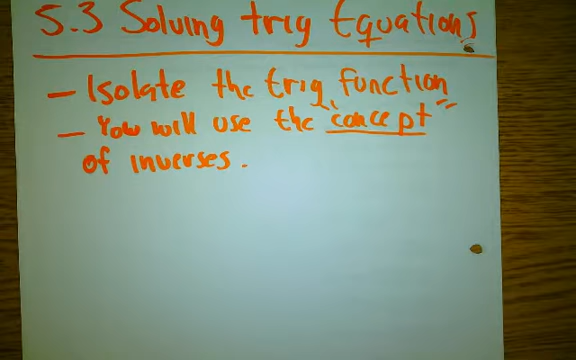 5.3 Solving trig Equations
- Isolate the trig function
- You will use the "concept"
of inverses.